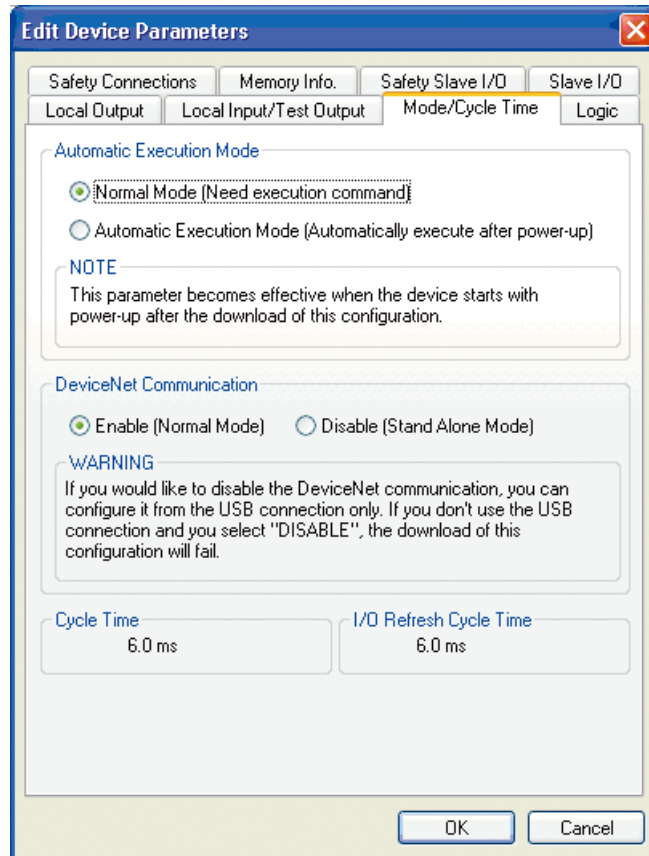 Edit Device Parameters
Safety Connections
Memory Info.
Safety Slave I/O
Slave I/O
Local Output
Local Input/Test Output
Mode/Cycle Time
Logic
Automatic Execution Mode
Normal Mode (Need execution command)
Automatic Execution Mode (Automatically execute after power-up)
NOTE
This parameter becomes effective when the device starts with
power-up after the download of this configuration.
DeviceNet Communication
Enable (Normal Mode)
Disable (Stand Alone Mode)
WARNING
If you would like to disable the DeviceNet communication, you can
configure it from the USB connection only. If you don't use the USB
connection and you select "DISABLE", the download of this
configuration will fail.
Cycle Time
6.0 ms
I/O Refresh Cycle Time
6.0 ms
OK
Cancel